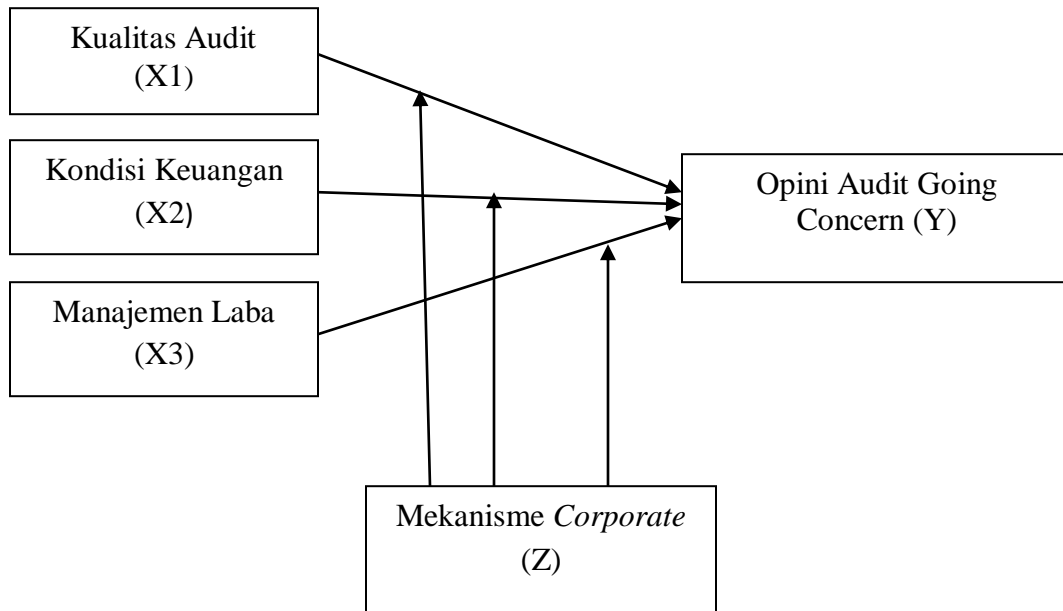 Kualitas Audit
(X1)
Kondisi Keuangan
(X2)
Manajemen Laba
(X3)
Opini Audit Going
Concern (Y)
Mekanisme Corporate
(Z)